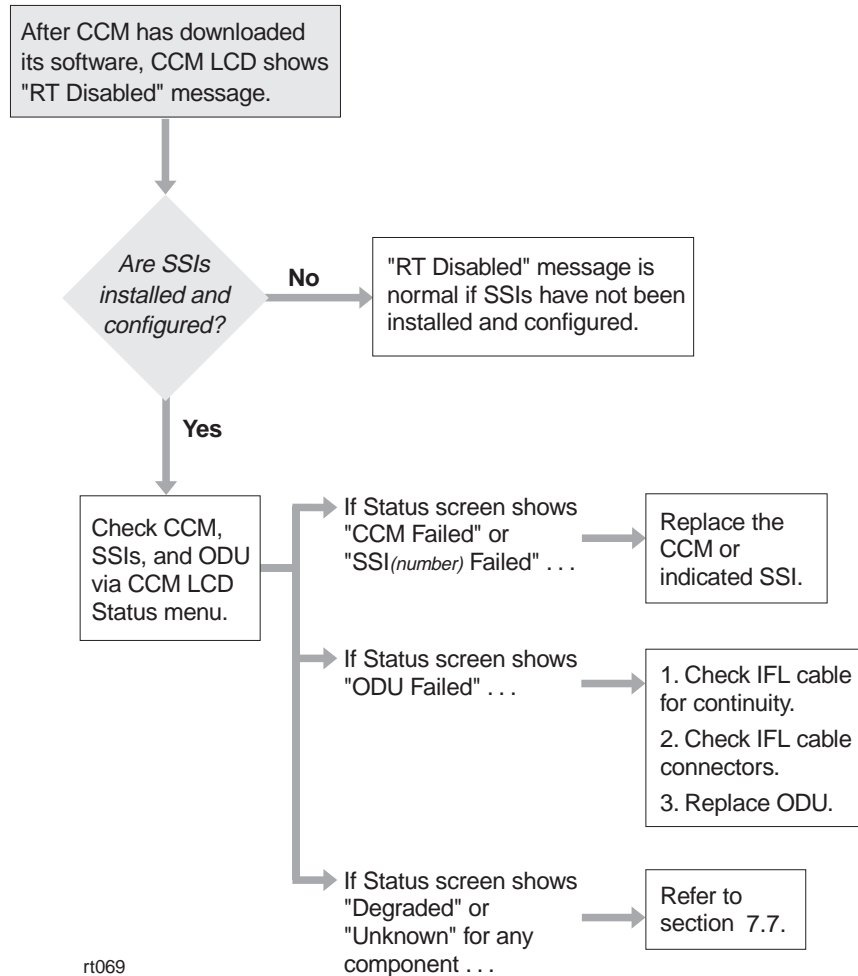 After CCM has downloaded
its software, CCM LCD shows
"RT Disabled" message.
Are SSIs
installed and
configured?
No
"RT Disabled" message is
normal if SSIs have not been
installed and configured.
Yes
Check CCM,
SSIs, and ODU
via CCM LCD
Status menu.
If Status screen shows
"CCM Failed" or
"SSI(number) Failed" . . .
Replace the
CCM or
indicated SSI.
If Status screen shows
"ODU Failed" . . .
1. Check IFL cable
for continuity.
2. Check IFL cable
connectors.
3. Replace ODU.
If Status screen shows
"Degraded" or
"Unknown" for any
component . . .
Refer to
section 7.7.
rt069